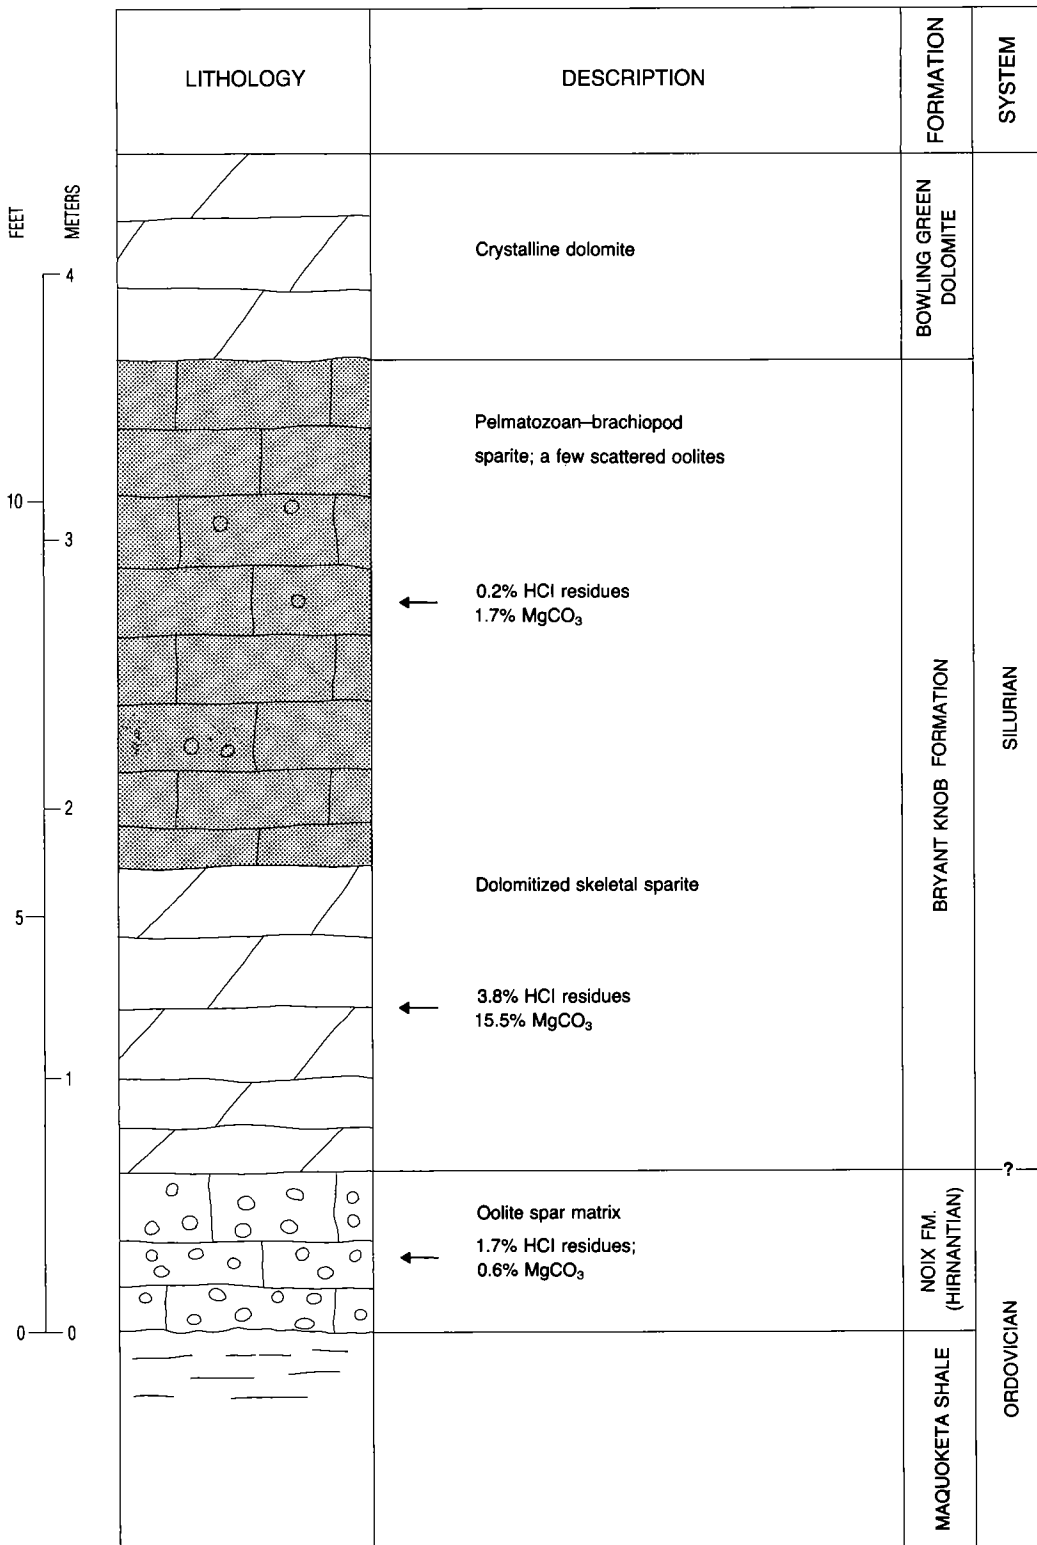 LITHOLOGY
DESCRIPTION
FORMATION
SYSTEM
FEET
METERS
4
10
3
2
5
1
0
0
Crystalline dolomite
Pelmatozoan–brachiopod
sparite; a few scattered oolites
0.2% HCl residues
1.7% MgCO₃
Dolomitized skeletal sparite
3.8% HCl residues
15.5% MgCO₃
Oolite spar matrix
1.7% HCl residues;
0.6% MgCO₃
BOWLING GREEN
DOLOMITE
BRYANT KNOB FORMATION
NOIX FM.
(HIRNANTIAN)
MAQUOKETA SHALE
SILURIAN
?
ORDOVICIAN